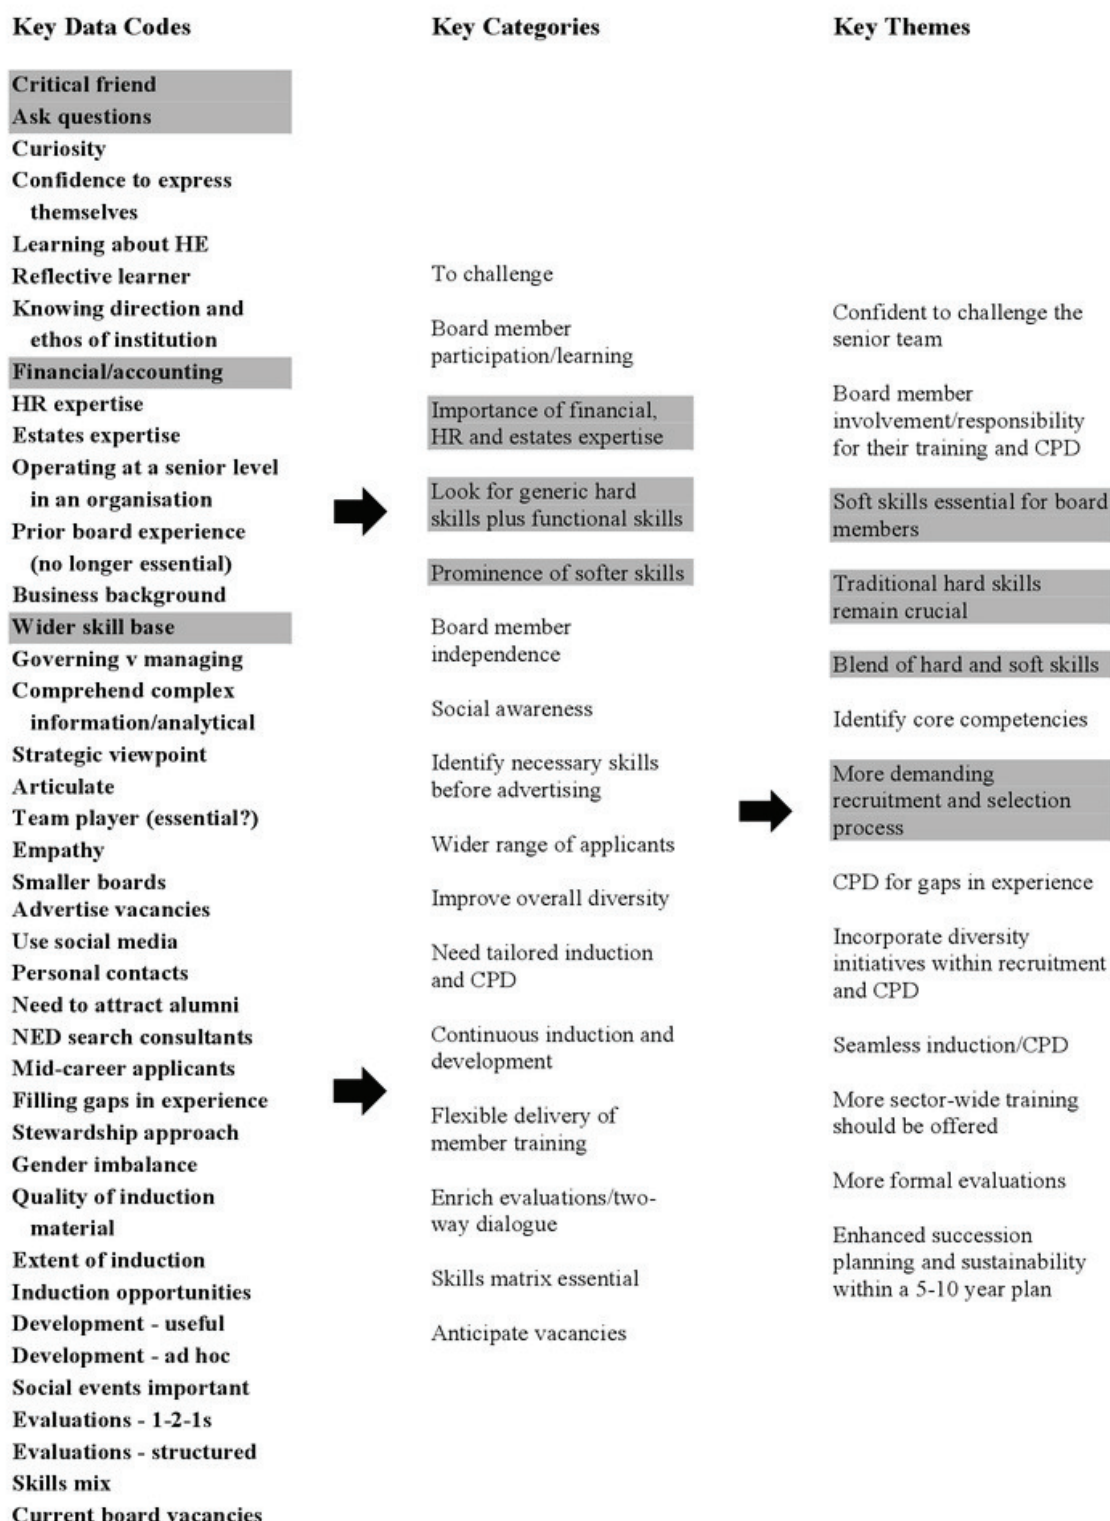 Key Data Codes
Critical friend
Ask questions
Curiosity
Confidence to express
themselves
Learning about HE
Reflective learner
Knowing direction and
ethos of institution
Financial/accounting
HR expertise
Estates expertise
Operating at a senior level
in an organisation
Prior board experience
(no longer essential)
Business background
Wider skill base
Governing v managing
Comprehend complex
information/analytical
Strategic viewpoint
Articulate
Team player (essential?)
Empathy
Smaller boards
Advertise vacancies
Use social media
Personal contacts
Need to attract alumni
NED search consultants
Mid-career applicants
Filling gaps in experience
Stewardship approach
Gender imbalance
Quality of induction
material
Extent of induction
Induction opportunities
Development - useful
Development - ad hoc
Social events important
Evaluations - 1-2-1s
Evaluations - structured
Skills mix
Current board vacancies
Key Categories
To challenge
Board member
participation/learning
Importance of financial,
HR and estates expertise
Look for generic hard
skills plus functional skills
Prominence of softer skills
Board member
independence
Social awareness
Identify necessary skills
before advertising
Wider range of applicants
Improve overall diversity
Need tailored induction
and CPD
Continuous induction and
development
Flexible delivery of
member training
Enrich evaluations/two-
way dialogue
Skills matrix essential
Anticipate vacancies
Key Themes
Confident to challenge the
senior team
Board member
involvement/responsibility
for their training and CPD
Soft skills essential for board
members
Traditional hard skills
remain crucial
Blend of hard and soft skills
Identify core competencies
More demanding
recruitment and selection
process
CPD for gaps in experience
Incorporate diversity
initiatives within recruitment
and CPD
Seamless induction/CPD
More sector-wide training
should be offered
More formal evaluations
Enhanced succession
planning and sustainability
within a 5-10 year plan